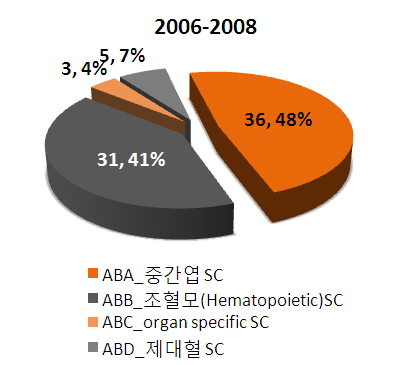 2006-2008
5, 7%
3, 4%
36, 48%
31, 41%
ABA_중간엽 SC
ABB_조혈모(Hematopoietic)SC
ABC_organ specific SC
ABD_제대혈 SC